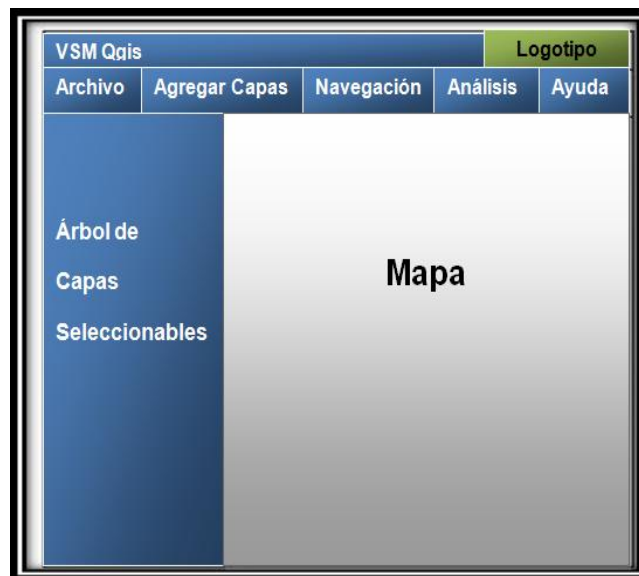 VSM Qgis
Logotipo
Archivo
Agregar Capas
Navegación
Análisis
Ayuda
Árbol de
Capas
Seleccionables
Mapa